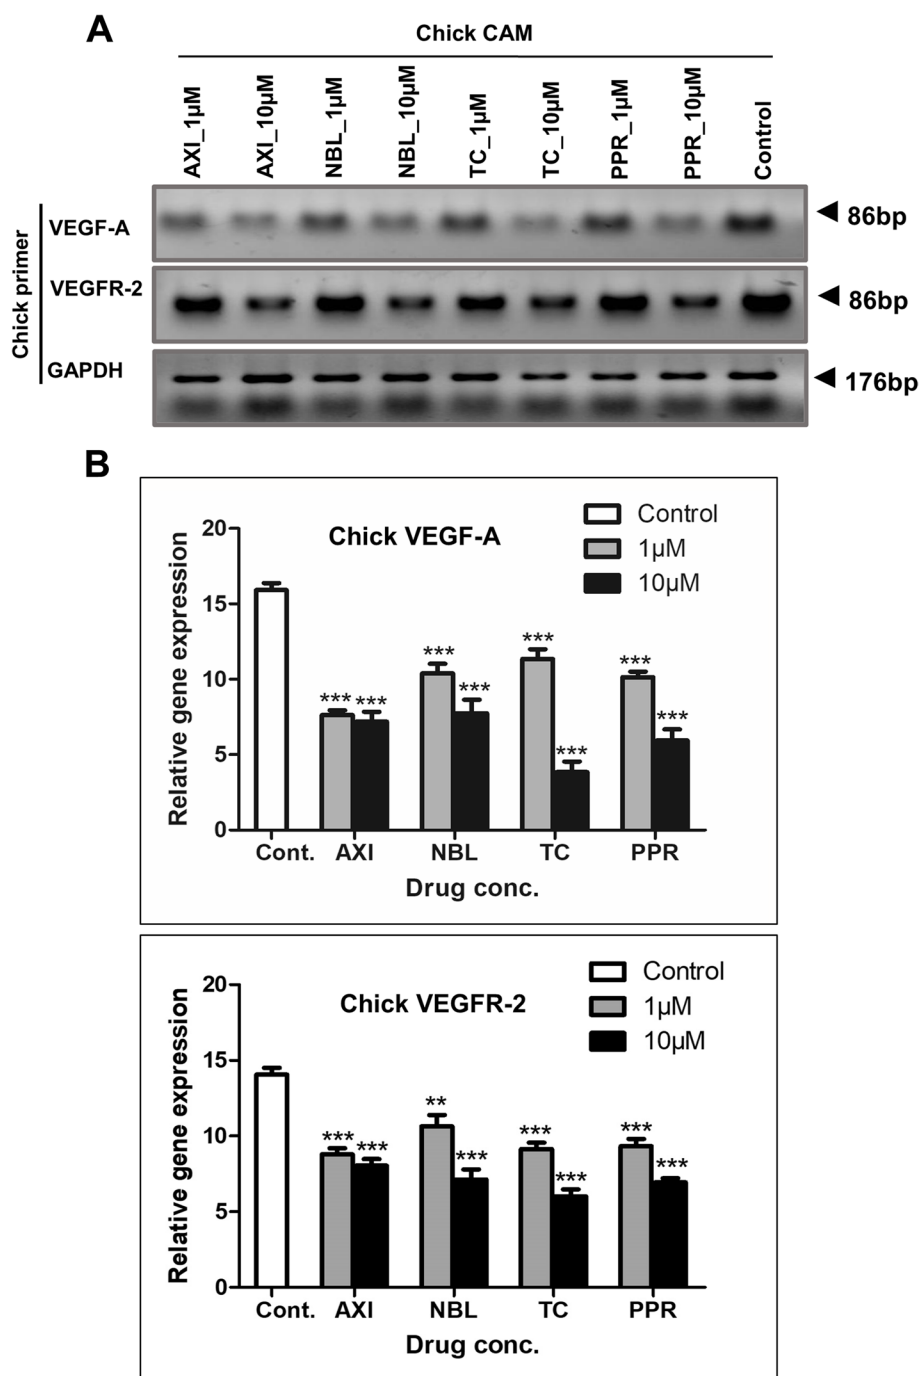 A
Chick CAM
AXI_1µM
AXI_10µM
NBL_1µM
NBL_10µM
TC_1µM
TC_10µM
PPR_1µM
PPR_10µM
Control
Chick primer
VEGF-A
86bp
VEGFR-2
86bp
GAPDH
176bp
B
Chick VEGF-A
Control
1µM
10µM
Relative gene expression
20
15
10
5
0
***
***
***
***
***
***
***
***
Cont. AXI NBL TC PPR
Drug conc.
Chick VEGFR-2
Control
1µM
10µM
Relative gene expression
20
15
10
5
0
***
***
**
***
***
***
***
***
Cont. AXI NBL TC PPR
Drug conc.